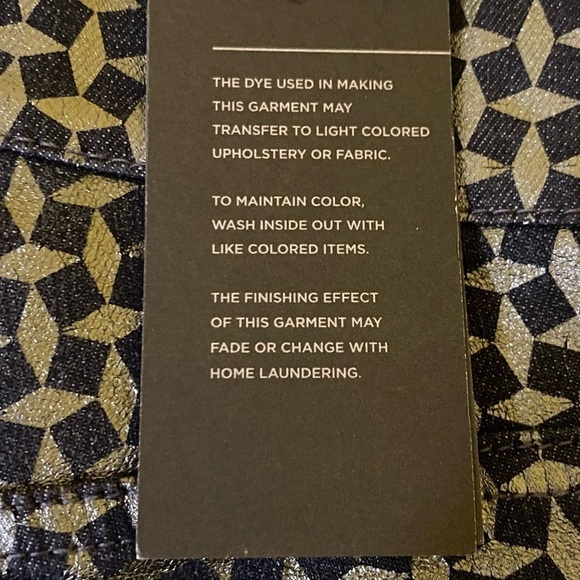 THE DYE USED IN MAKING
THIS GARMENT MAY
TRANSFER TO LIGHT COLORED
UPHOLSTERY OR FABRIC.
TO MAINTAIN COLOR,
WASH INSIDE OUT WITH
LIKE COLORED ITEMS.
THE FINISHING EFFECT
OF THIS GARMENT MAY
FADE OR CHANGE WITH
HOME LAUNDERING.